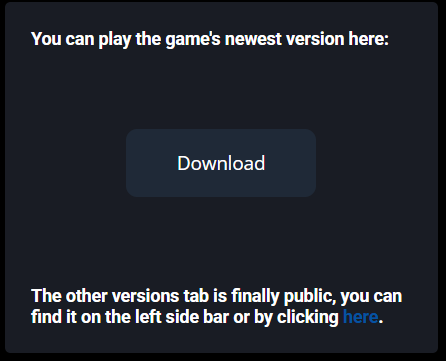 You can play the game's newest version here:
Download
The other versions tab is finally public, you can
find it on the left side bar or by clicking here.